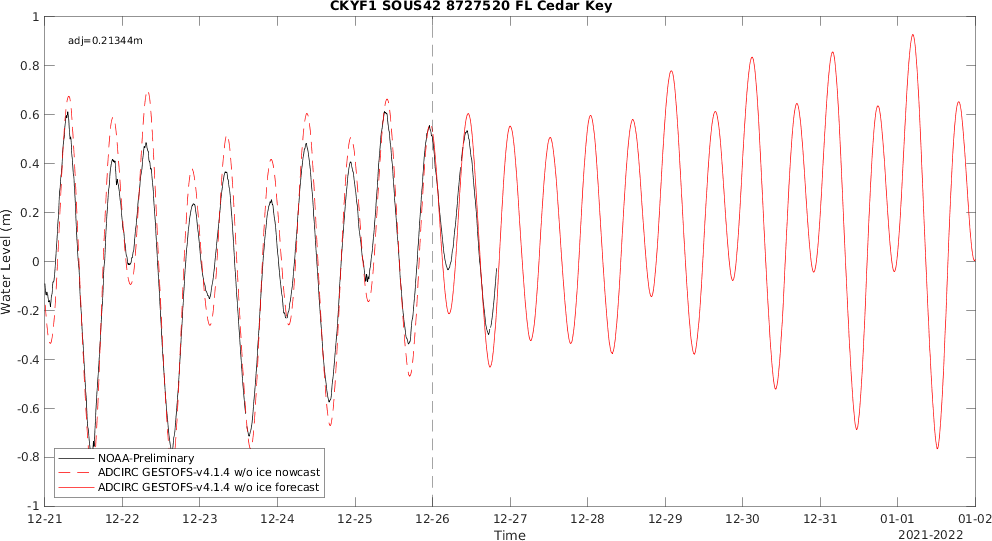 CKYF1 SOUS42 8727520 FL Cedar Key
adj=0.21344m
1
0.8
0.6
0.4
0.2
0
-0.2
-0.4
-0.6
-0.8
-1
Water Level (m)
NOAA-Preliminary
ADCIRC GESTOFS-v4.1.4 w/o ice nowcast
ADCIRC GESTOFS-v4.1.4 w/o ice forecast
12-21 12-22 12-23 12-24 12-25 12-26 12-27 12-28 12-29 12-30 12-31 01-01 01-02
Time
2021-2022